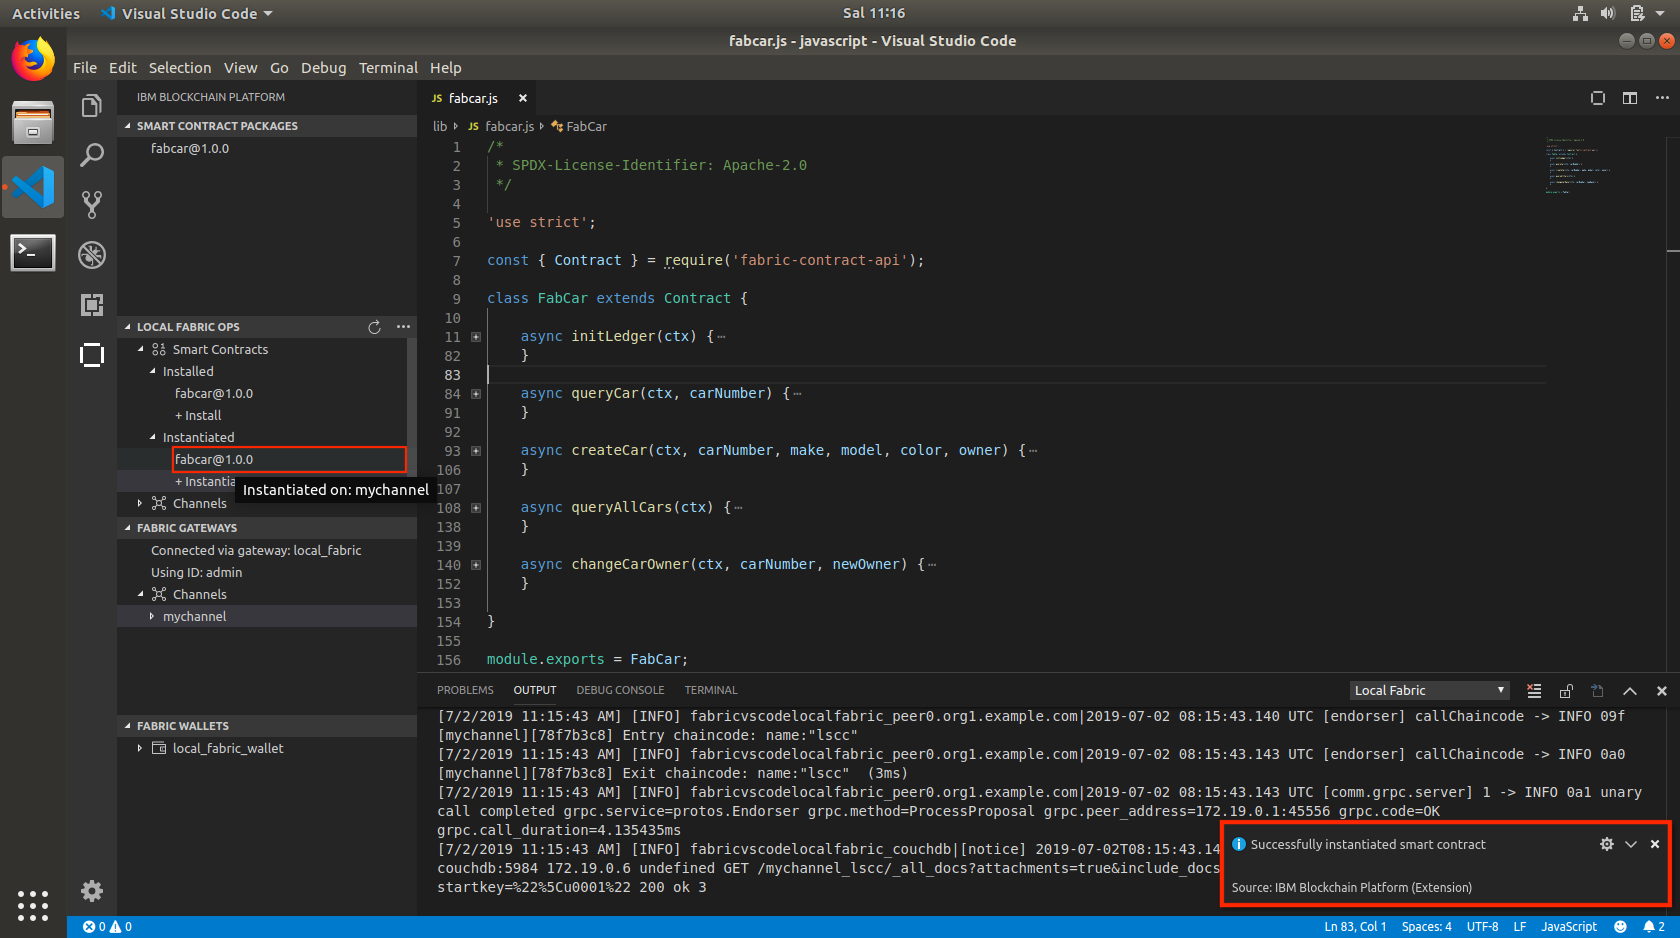 Activities
Visual Studio Code
Sal 11:16
fabcar.js - javascript - Visual Studio Code
File Edit Selection View Go Debug Terminal Help
IBM BLOCKCHAIN PLATFORM
SMART CONTRACT PACKAGES
fabcar@1.0.0
LOCAL FABRIC OPS
Smart Contracts
Installed
fabcar@1.0.0
+ Install
Instantiated
fabcar@1.0.0
+ Instantia
Instantiated on: mychannel
Channels
FABRIC GATEWAYS
Connected via gateway: local_fabric
Using ID: admin
Channels
mychannel
FABRIC WALLETS
local_fabric_wallet
JS fabcar.js
lib JS fabcar.js FabCar
1 /*
2 * SPDX-License-Identifier: Apache-2.0
3 */
4
5 'use strict';
6
7 const { Contract } = require('fabric-contract-api');
8
9 class FabCar extends Contract {
10
11 async initLedger(ctx) {⋯
82 }
83
84 async queryCar(ctx, carNumber) {⋯
91 }
92
93 async createCar(ctx, carNumber, make, model, color, owner) {⋯
106 }
107
108 async queryAllCars(ctx) {⋯
138 }
139
140 async changeCarOwner(ctx, carNumber, newOwner) {⋯
152 }
153
154 }
155
156 module.exports = FabCar;
PROBLEMS OUTPUT DEBUG CONSOLE TERMINAL
Local Fabric
[7/2/2019 11:15:43 AM] [INFO] fabricvscodelocalfabric_peer0.org1.example.com|2019-07-02 08:15:43.140 UTC [endorser] callChaincode -> INFO 09f
[mychannel][78f7b3c8] Entry chaincode: name:"lscc"
[7/2/2019 11:15:43 AM] [INFO] fabricvscodelocalfabric_peer0.org1.example.com|2019-07-02 08:15:43.143 UTC [endorser] callChaincode -> INFO 0a0
[mychannel][78f7b3c8] Exit chaincode: name:"lscc" (3ms)
[7/2/2019 11:15:43 AM] [INFO] fabricvscodelocalfabric_peer0.org1.example.com|2019-07-02 08:15:43.143 UTC [comm.grpc.server] 1 -> INFO 0a1 unary
call completed grpc.service=protos.Endorser grpc.method=ProcessProposal grpc.peer_address=172.19.0.1:45556 grpc.code=OK
grpc.call_duration=4.135435ms
[7/2/2019 11:15:43 AM] [INFO] fabricvscodelocalfabric_couchdb|[notice] 2019-07-02T08:15:43.14
couchdb:5984 172.19.0.6 undefined GET /mychannel_lscc/_all_docs?attachments=true&include_docs
startkey=%22%5Cu0001%22 200 ok 3
Successfully instantiated smart contract
Source: IBM Blockchain Platform (Extension)
0 0
Ln 83, Col 1 Spaces: 4 UTF-8 LF JavaScript 2